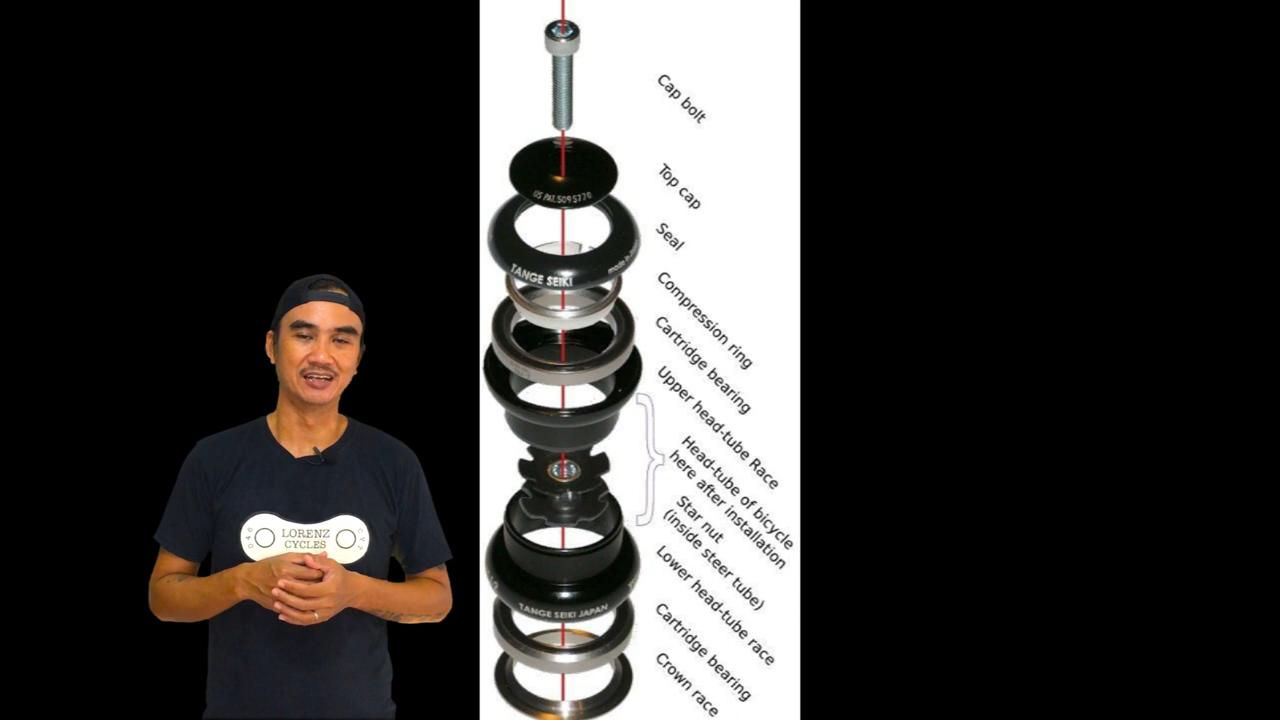 Cap bolt
Top cap
US PAT.5095770
Seal
TANGE SEIKI
made in
Compression ring
Cartridge bearing
Upper head-tube Race
Head-tube of bicycle
here after installation
Star nut
(inside steer tube)
Lower head-tube race
TANGE SEIKI JAPAN
Cartridge bearing
Crown race
LORENZ
CYCLES